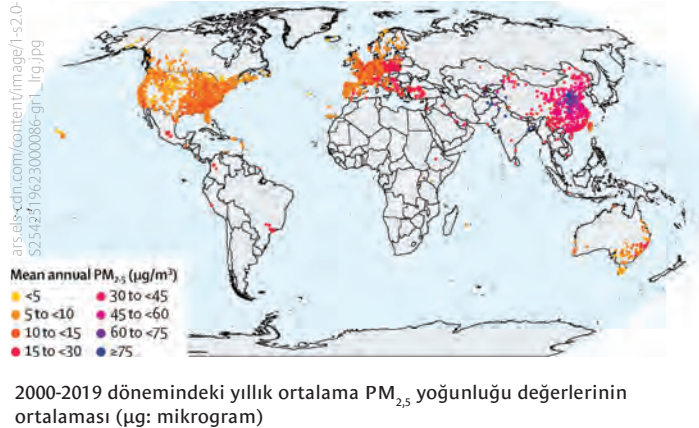 ars.els-cdn.com/content/image/1-s2.0-
S2542519623000086-gr1_lrg.jpg
Mean annual PM2·5 (μg/m³)
<5
5 to <10
10 to <15
15 to <30
30 to <45
45 to <60
60 to <75
≥75
2000-2019 dönemindeki yıllık ortalama PM2,5 yoğunluğu değerlerinin
ortalaması (µg: mikrogram)